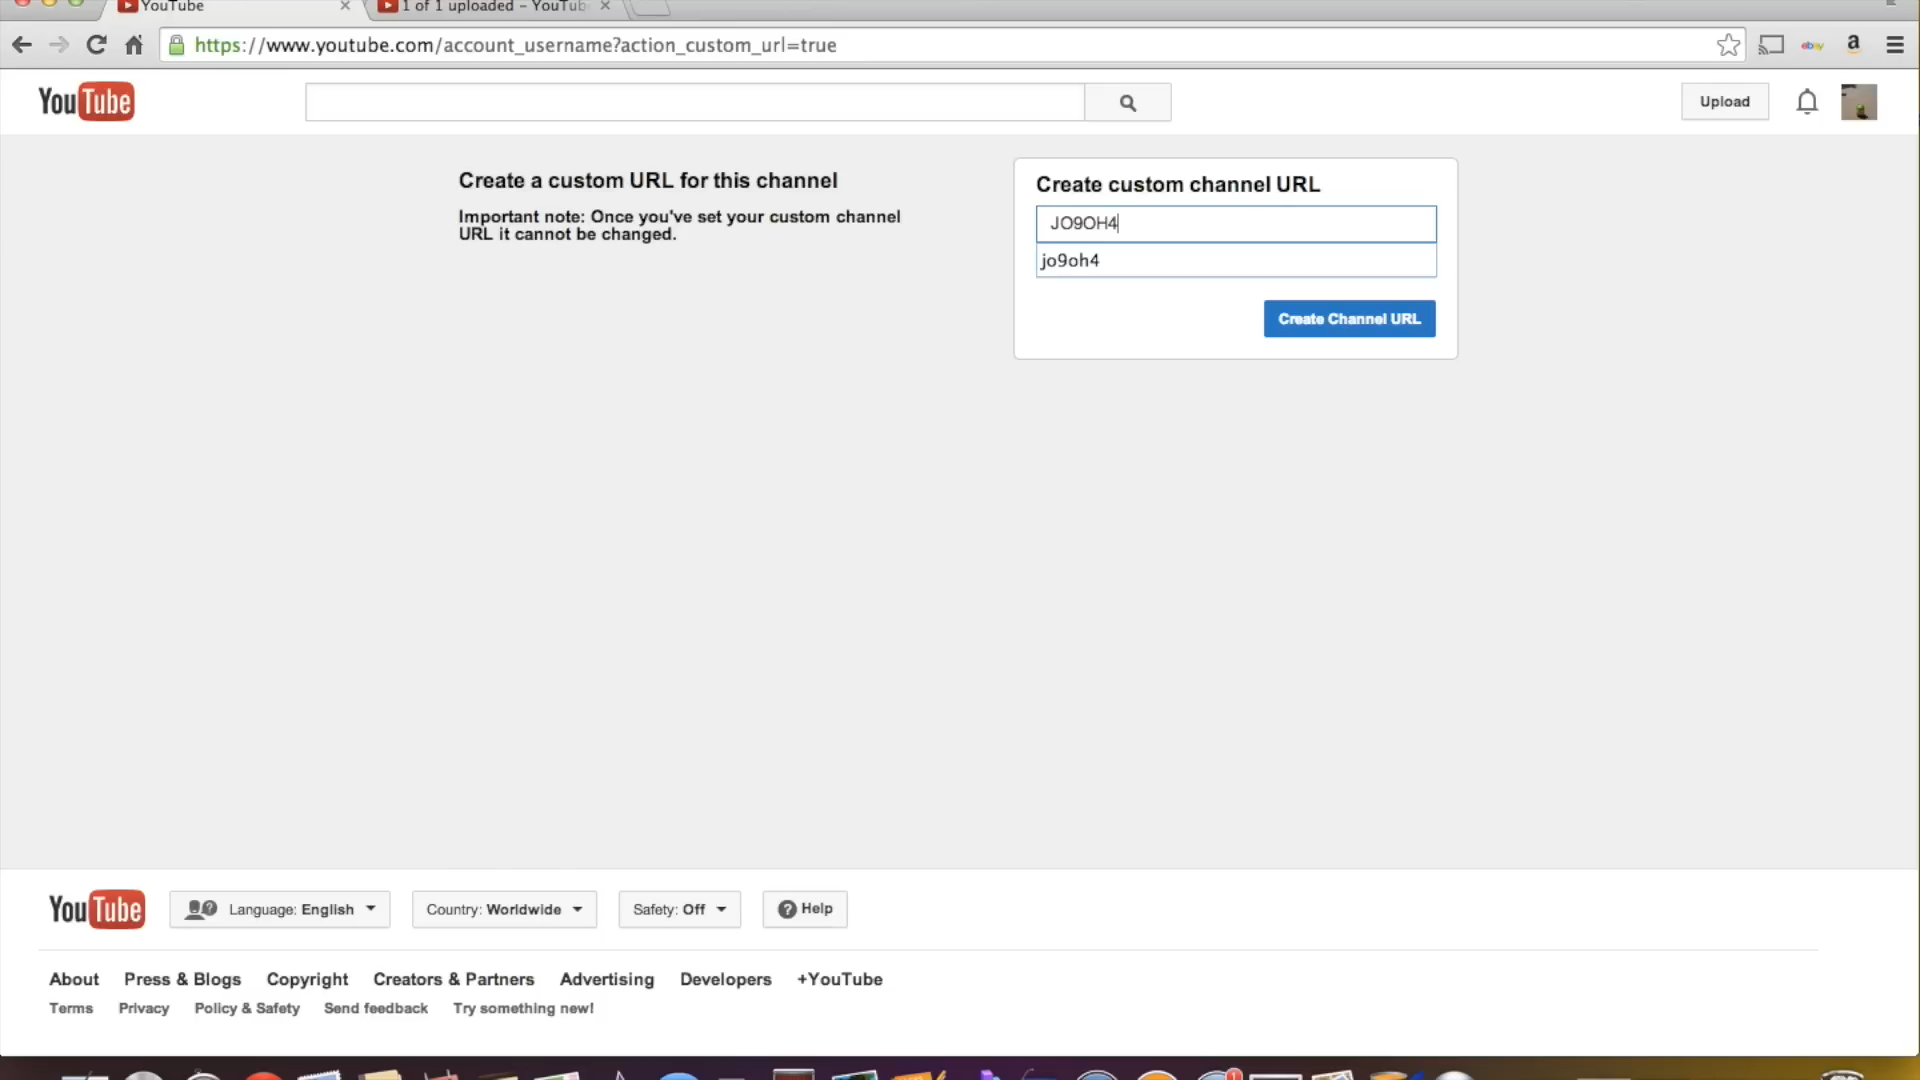 YouTube
1 of 1 uploaded – YouTub
https://www.youtube.com/account_username?action_custom_url=true
ebay
a
YouTube
Upload
Create a custom URL for this channel
Important note: Once you've set your custom channel
URL it cannot be changed.
Create custom channel URL
JO9OH4
jo9oh4
Create Channel URL
YouTube
Language: English
Country: Worldwide
Safety: Off
Help
About Press & Blogs Copyright Creators & Partners Advertising Developers +YouTube
Terms Privacy Policy & Safety Send feedback Try something new!
1